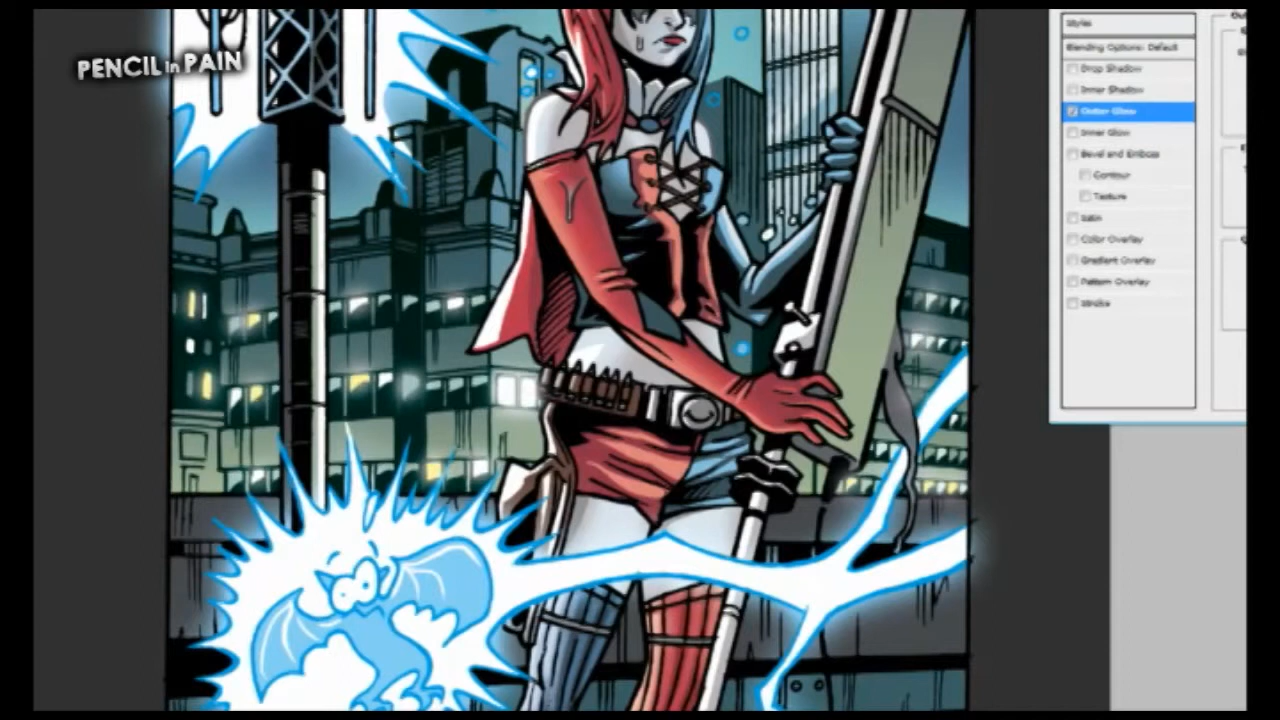 PENCIL in PAIN
Styles
Blending Options: Default
Drop Shadow
Inner Shadow
Outer Glow
Inner Glow
Bevel and Emboss
Contour
Texture
Satin
Color Overlay
Gradient Overlay
Pattern Overlay
Stroke